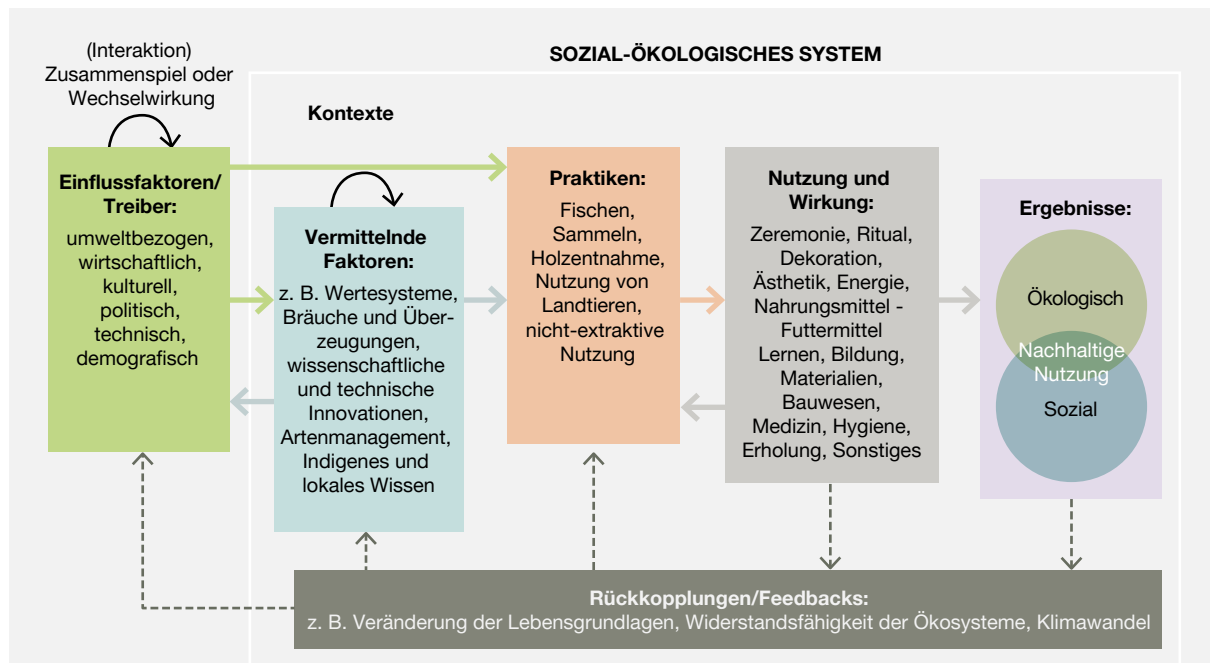 (Interaktion)
Zusammenspiel oder
Wechselwirkung
SOZIAL-ÖKOLOGISCHES SYSTEM
Kontexte
Einflussfaktoren/
Treiber:
umweltbezogen,
wirtschaftlich,
kulturell,
politisch,
technisch,
demografisch
Vermittelnde
Faktoren:
z. B. Wertesysteme,
Bräuche und Über-
zeugungen,
wissenschaftliche
und technische
Innovationen,
Artenmanagement,
Indigenes und
lokales Wissen
Praktiken:
Fischen,
Sammeln,
Holzentnahme,
Nutzung von
Landtieren,
nicht-extraktive
Nutzung
Nutzung und
Wirkung:
Zeremonie, Ritual,
Dekoration,
Ästhetik, Energie,
Nahrungsmittel -
Futtermittel
Lernen, Bildung,
Materialien,
Bauwesen,
Medizin, Hygiene,
Erholung, Sonstiges
Ergebnisse:
Ökologisch
Nachhaltige
Nutzung
Sozial
Rückkopplungen/Feedbacks:
z. B. Veränderung der Lebensgrundlagen, Widerstandsfähigkeit der Ökosysteme, Klimawandel